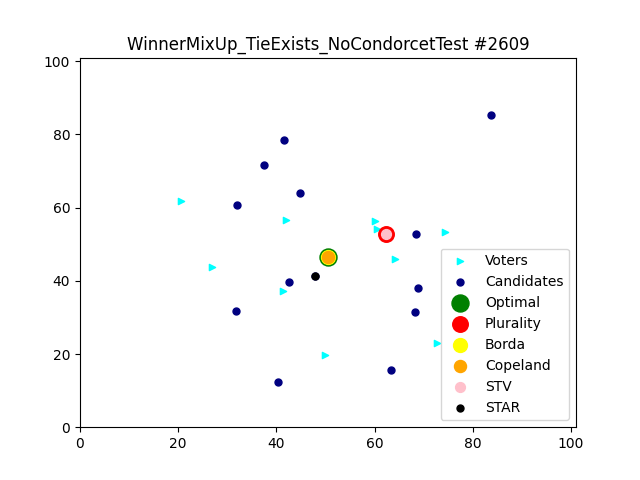 WinnerMixUp_TieExists_NoCondorcetTest #2609
100
80
60
40
20
0
0 20 40 60 80 100
Voters
Candidates
Optimal
Plurality
Borda
Copeland
STV
STAR